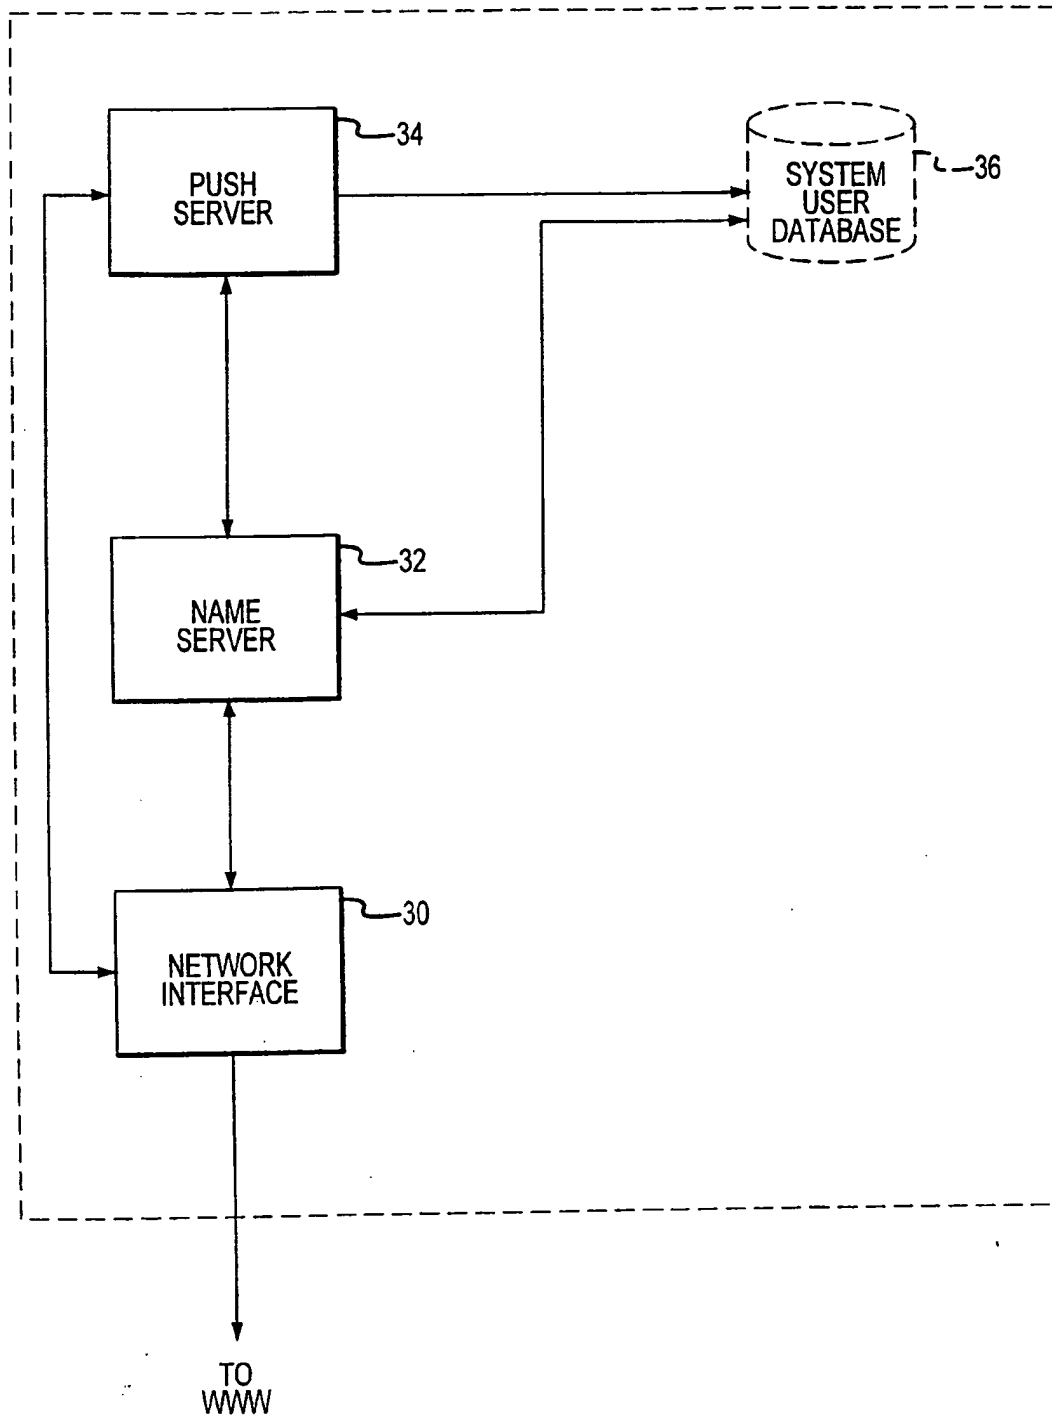 34
PUSH
SERVER
SYSTEM
USER
DATABASE
36
32
NAME
SERVER
30
NETWORK
INTERFACE
TO
WWW